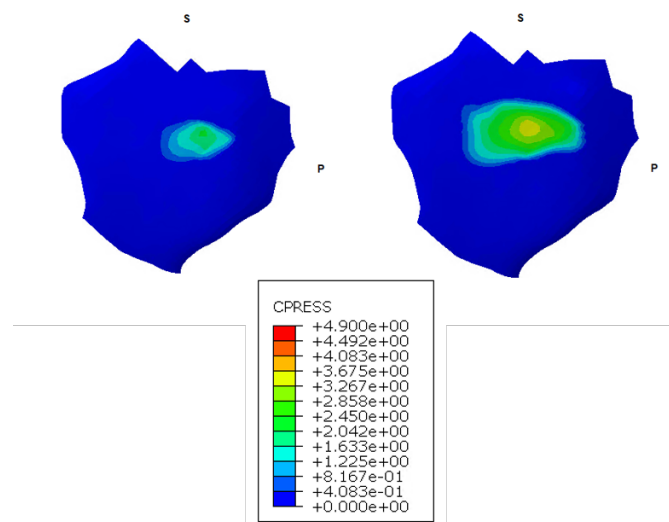 S
S
P
P
CPRESS
+4.900e+00
+4.492e+00
+4.083e+00
+3.675e+00
+3.267e+00
+2.858e+00
+2.450e+00
+2.042e+00
+1.633e+00
+1.225e+00
+8.167e-01
+4.083e-01
+0.000e+00